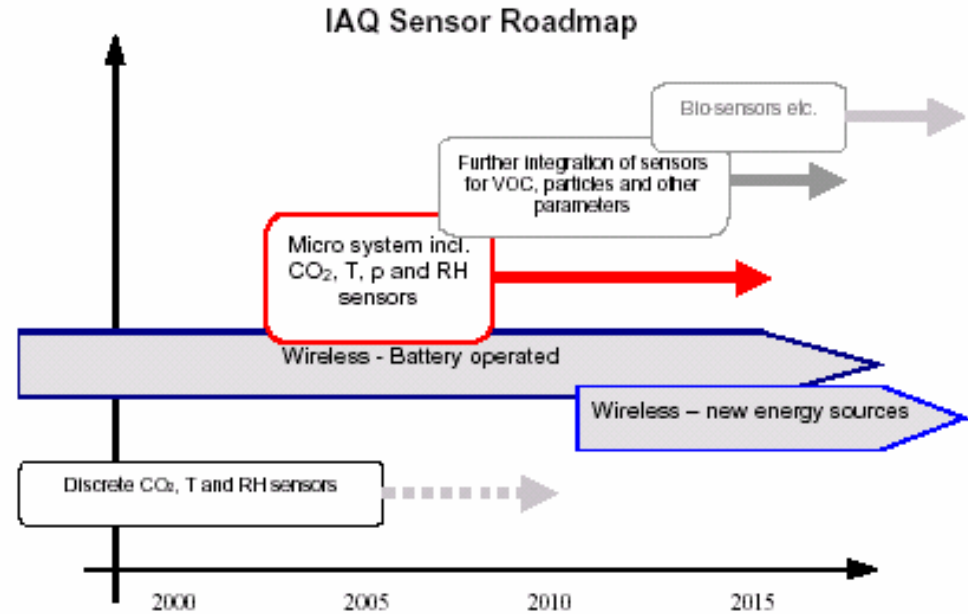 IAQ Sensor Roadmap
Bio-sensors etc.
Further integration of sensors
for VOC, particles and other
parameters
Micro system incl.
CO₂, T, p and RH
sensors
Wireless - Battery operated
Wireless – new energy sources
Discrete CO₂, T and RH sensors
2000 2005 2010 2015